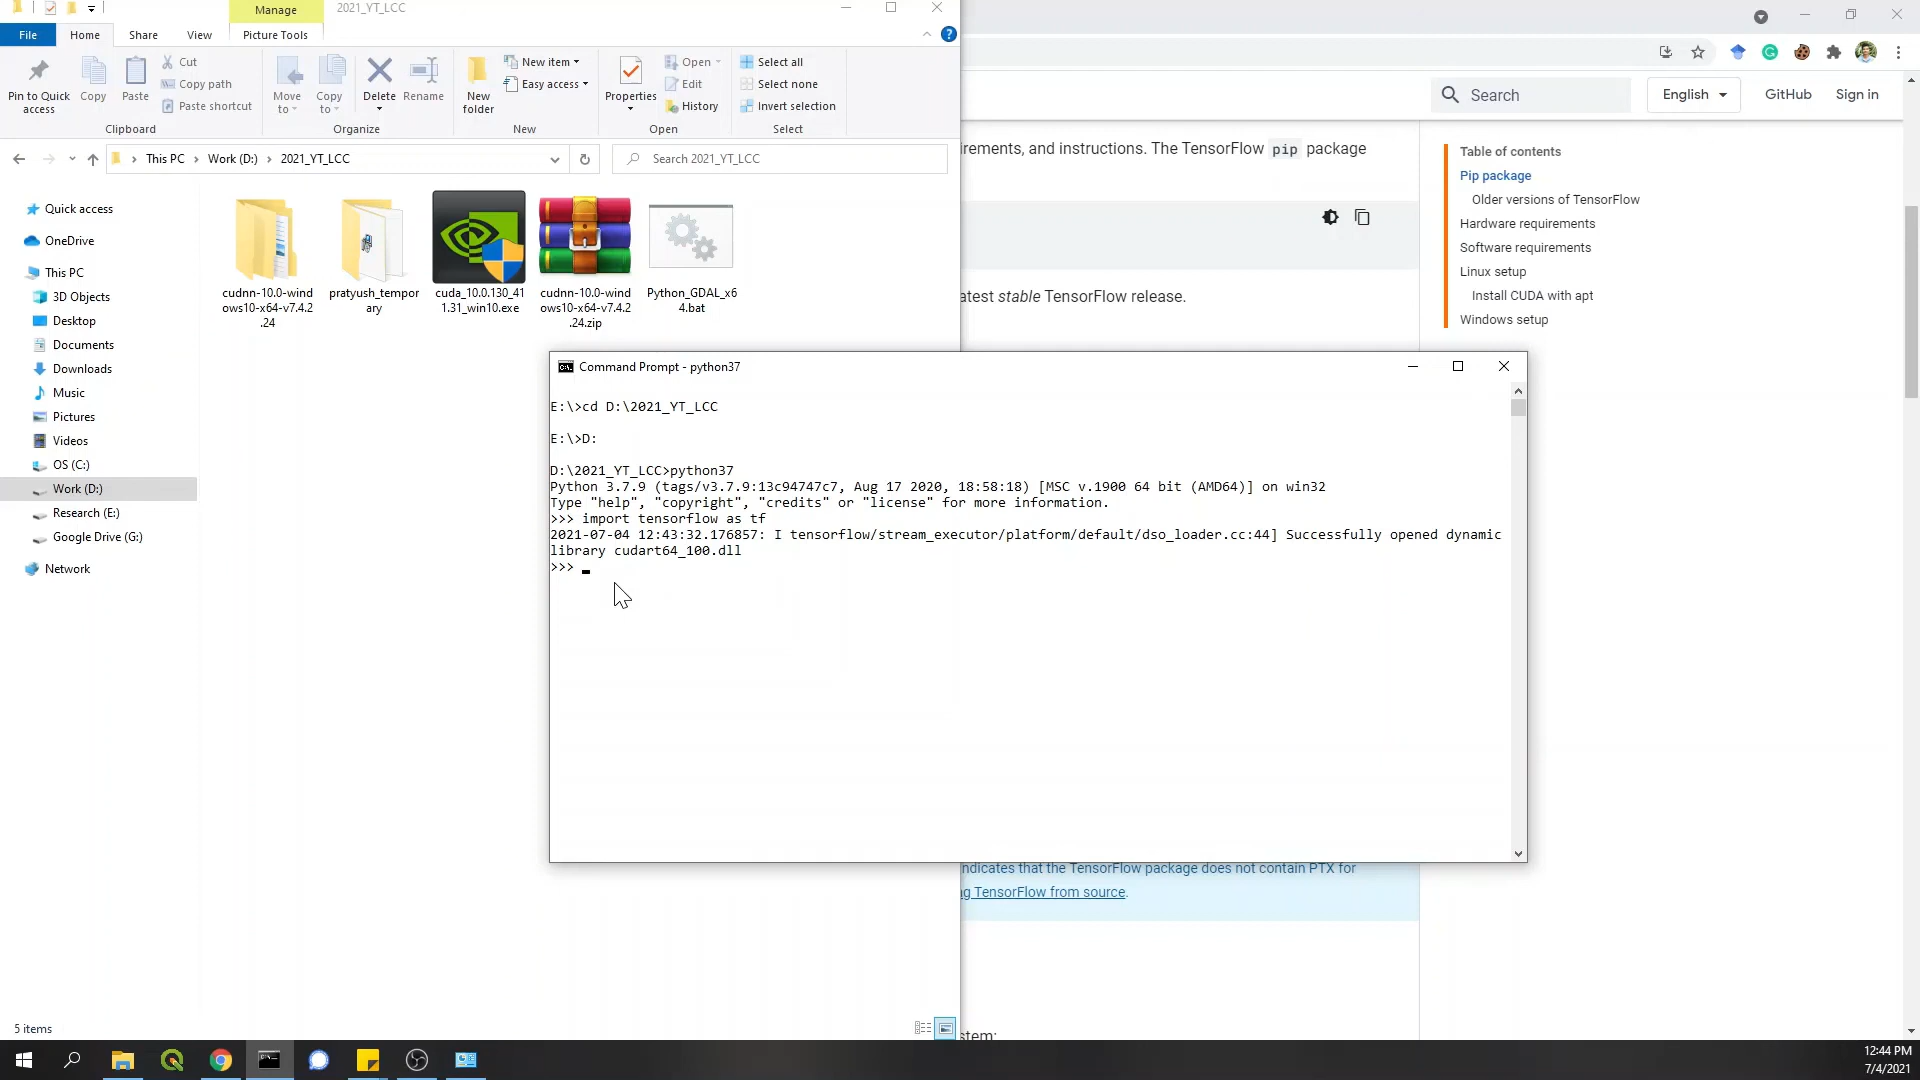 Manage
2021_YT_LCC
File
Home
Share
View
Picture Tools
Pin to Quick
access
Copy
Paste
Cut
Copy path
Paste shortcut
Clipboard
Move
to
Copy
to
Delete
Rename
Organize
New
folder
New item
Easy access
New
Properties
Open
Edit
History
Open
Select all
Select none
Invert selection
Select
This PC
Work (D:)
2021_YT_LCC
Search 2021_YT_LCC
Quick access
OneDrive
This PC
3D Objects
Desktop
Documents
Downloads
Music
Pictures
Videos
OS (C:)
Work (D:)
Research (E:)
Google Drive (G:)
Network
cudnn-10.0-wind
ows10-x64-v7.4.2
.24
pratyush_tempor
ary
cuda_10.0.130_41
1.31_win10.exe
cudnn-10.0-wind
ows10-x64-v7.4.2
.24.zip
Python_GDAL_x6
4.bat
5 items
Search
English
GitHub
Sign in
irements, and instructions. The TensorFlow pip package
atest stable TensorFlow release.
Table of contents
Pip package
Older versions of TensorFlow
Hardware requirements
Software requirements
Linux setup
Install CUDA with apt
Windows setup
Command Prompt - python37
E:\>cd D:\2021_YT_LCC
E:\>D:
D:\2021_YT_LCC>python37
Python 3.7.9 (tags/v3.7.9:13c94747c7, Aug 17 2020, 18:58:18) [MSC v.1900 64 bit (AMD64)] on win32
Type "help", "copyright", "credits" or "license" for more information.
>>> import tensorflow as tf
2021-07-04 12:43:32.176857: I tensorflow/stream_executor/platform/default/dso_loader.cc:44] Successfully opened dynamic
library cudart64_100.dll
>>>
ndicates that the TensorFlow package does not contain PTX for
ng TensorFlow from source.
stem:
12:44 PM
7/4/2021